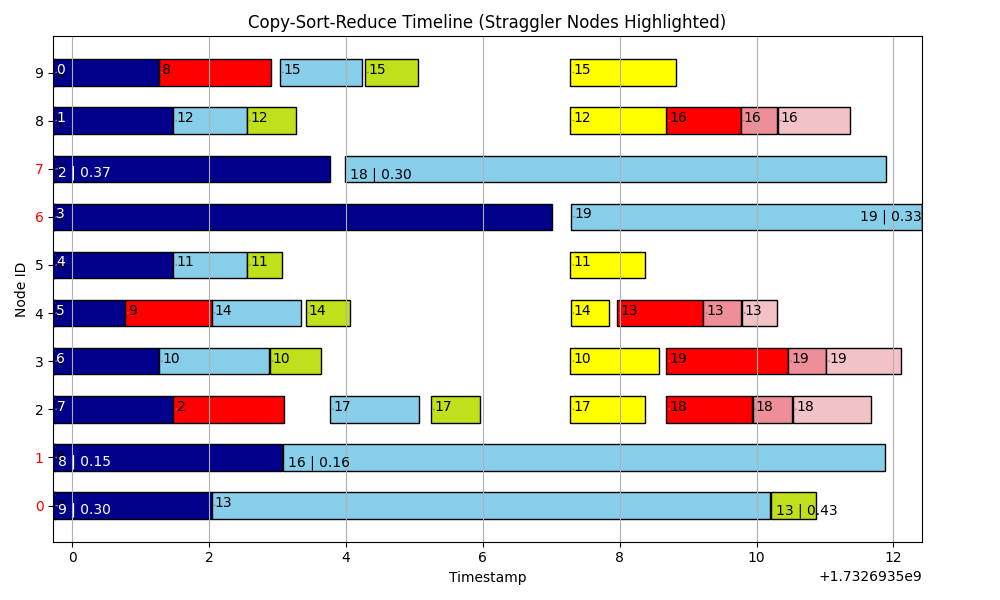 Copy-Sort-Reduce Timeline (Straggler Nodes Highlighted)
Node ID
9 0 8 15 15 15
8 1 12 12 12 16 16 16
7 2 | 0.37 18 | 0.30
6 3 19 19 | 0.33
5 4 11 11 11
4 5 9 14 14 14 13 13 13
3 6 10 10 10 19 19 19
2 7 2 17 17 17 18 18 18
1 8 | 0.15 16 | 0.16
0 9 | 0.30 13 13 | 0.43
0 2 4 6 8 10 12
Timestamp
+1.7326935e9